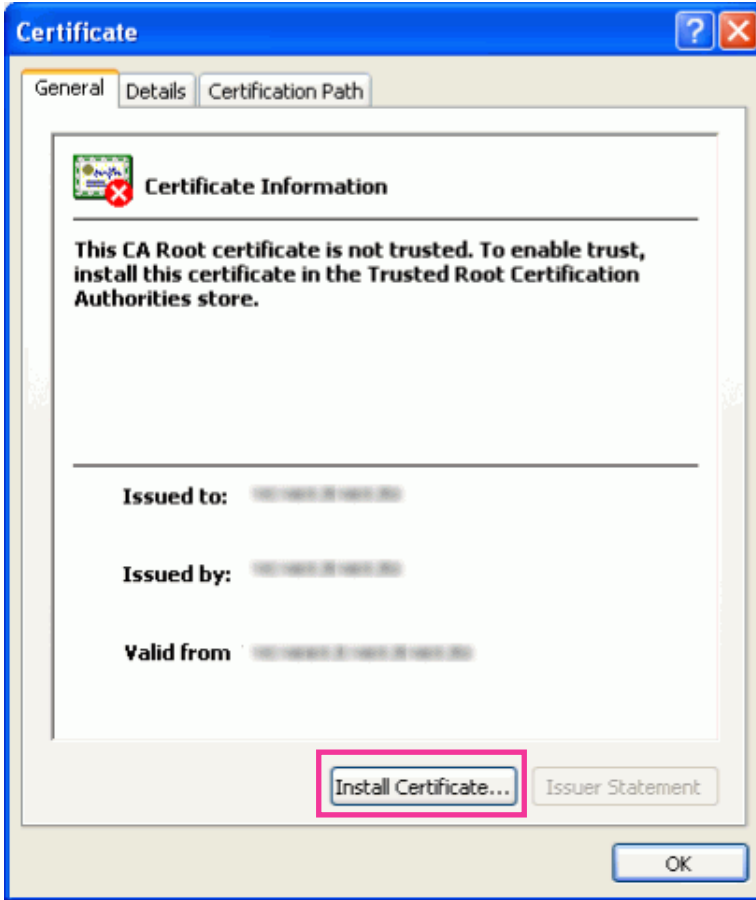 Certificate
General Details Certification Path
Certificate Information
This CA Root certificate is not trusted. To enable trust,
install this certificate in the Trusted Root Certification
Authorities store.
Issued to:
Issued by:
Valid from
Install Certificate... Issuer Statement
OK